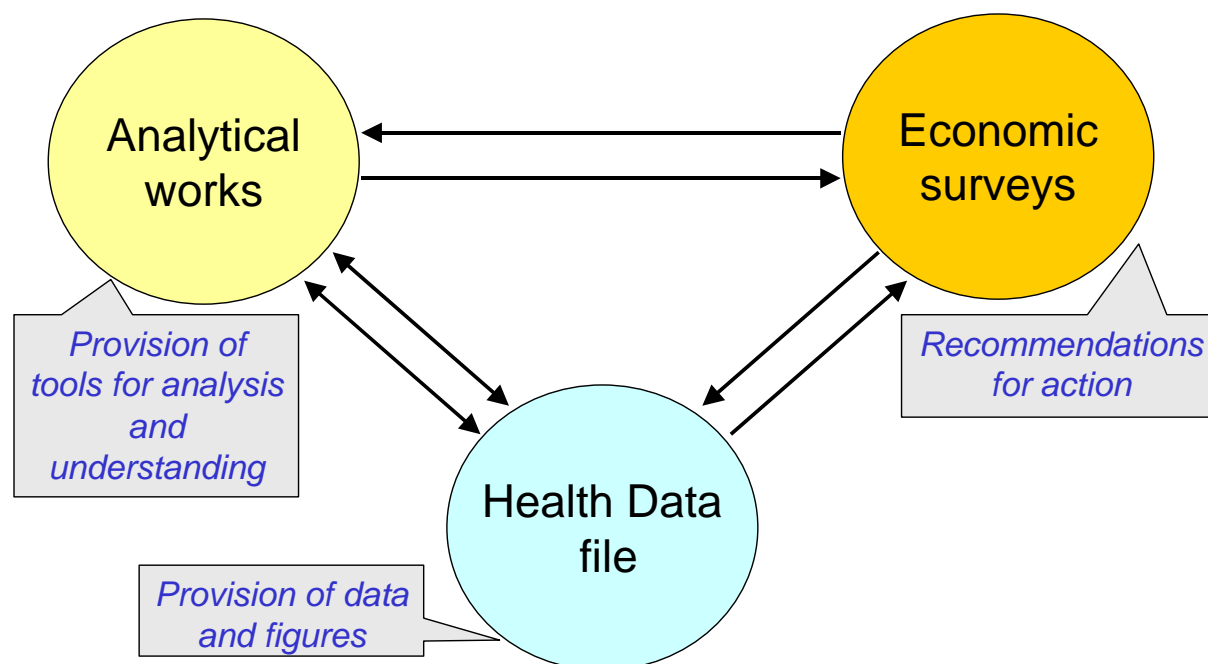 Analytical
works
Economic
surveys
Provision of
tools for analysis
and
understanding
Recommendations
for action
Health Data
file
Provision of data
and figures